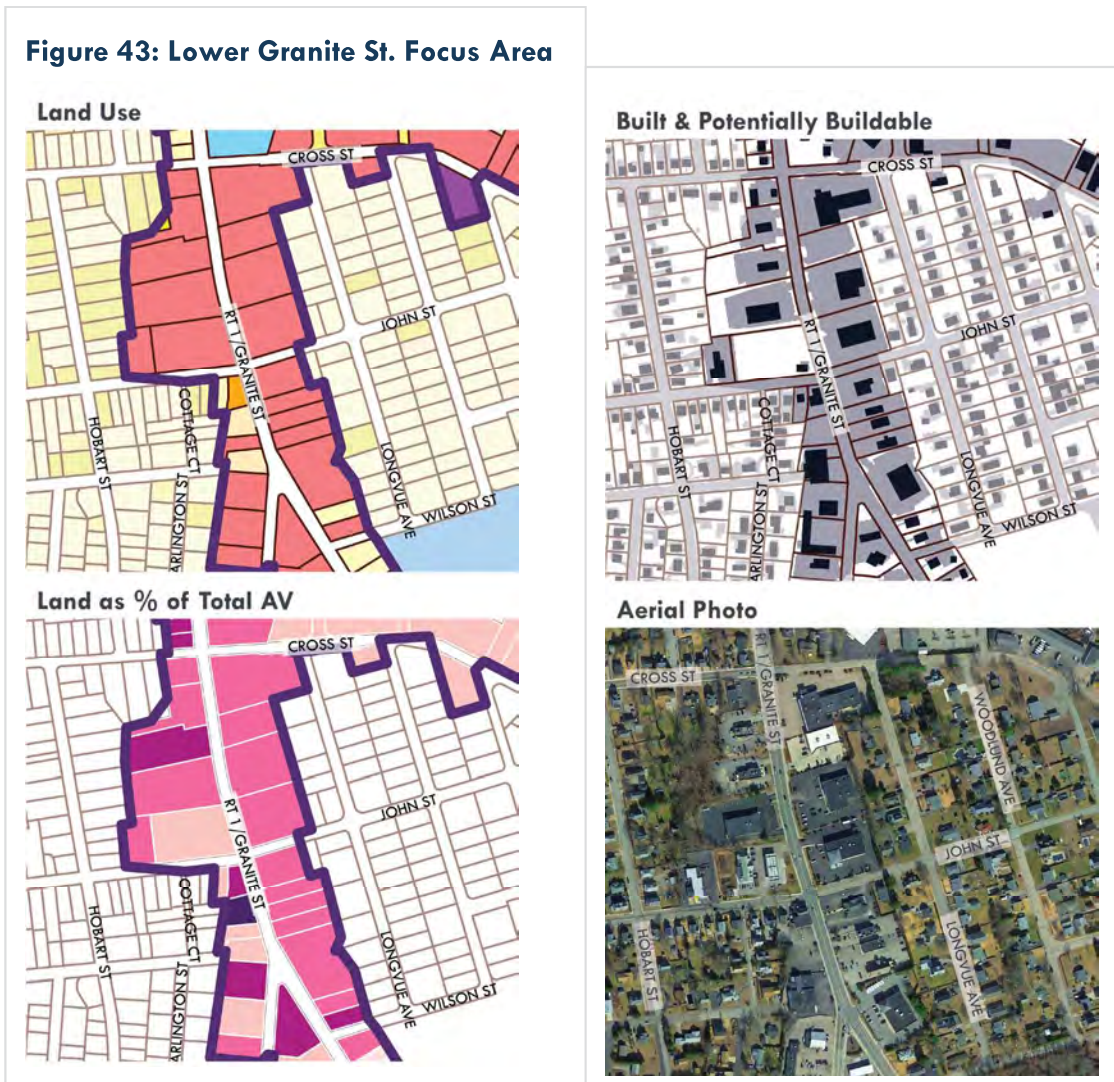 Figure 43: Lower Granite St. Focus Area
Land Use
CROSS ST
RT 1/GRANITE ST
JOHN ST
HOBART ST
COTTAGE CT
ARLINGTON ST
LONGVUE AVE
WILSON ST
Built & Potentially Buildable
CROSS ST
RT 1/GRANITE ST
JOHN ST
HOBART ST
COTTAGE CT
ARLINGTON ST
LONGVUE AVE
WILSON ST
Land as % of Total AV
CROSS ST
RT 1/GRANITE ST
JOHN ST
HOBART ST
COTTAGE CT
ARLINGTON ST
LONGVUE AVE
WILSON ST
Aerial Photo
CROSS ST
RT 1/GRANITE ST
WOODLUND AVE
JOHN ST
HOBART ST
LONGVUE AVE